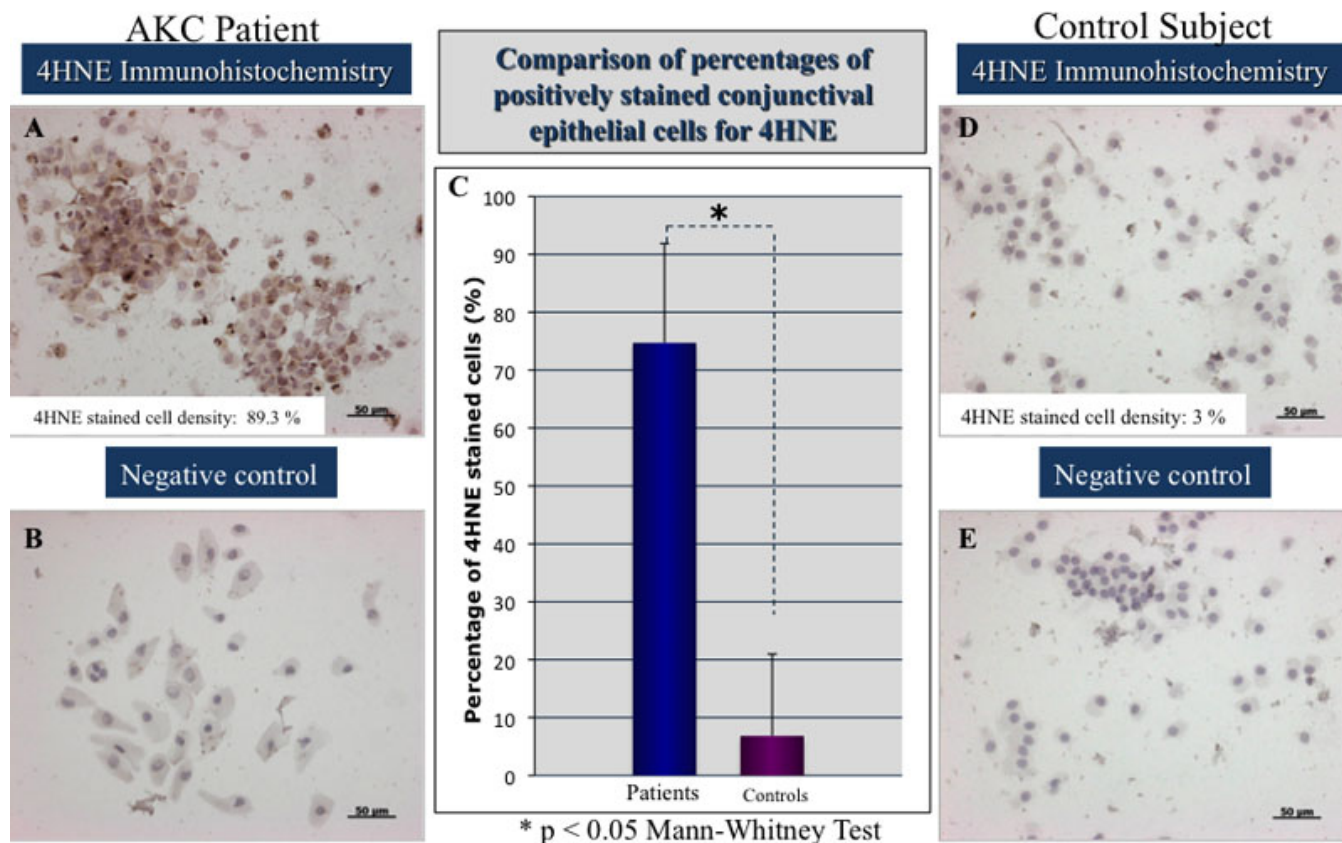 AKC Patient
4HNE Immunohistochemistry
A
4HNE stained cell density: 89.3 %
50 μm
Negative control
B
50 μm
Comparison of percentages of
positively stained conjunctival
epithelial cells for 4HNE
C
Percentage of 4HNE stained cells (%)
100
90
80
70
60
50
40
30
20
10
0
*
Patients
Controls
* p < 0.05 Mann-Whitney Test
Control Subject
4HNE Immunohistochemistry
D
4HNE stained cell density: 3 %
50 μm
Negative control
E
50 μm